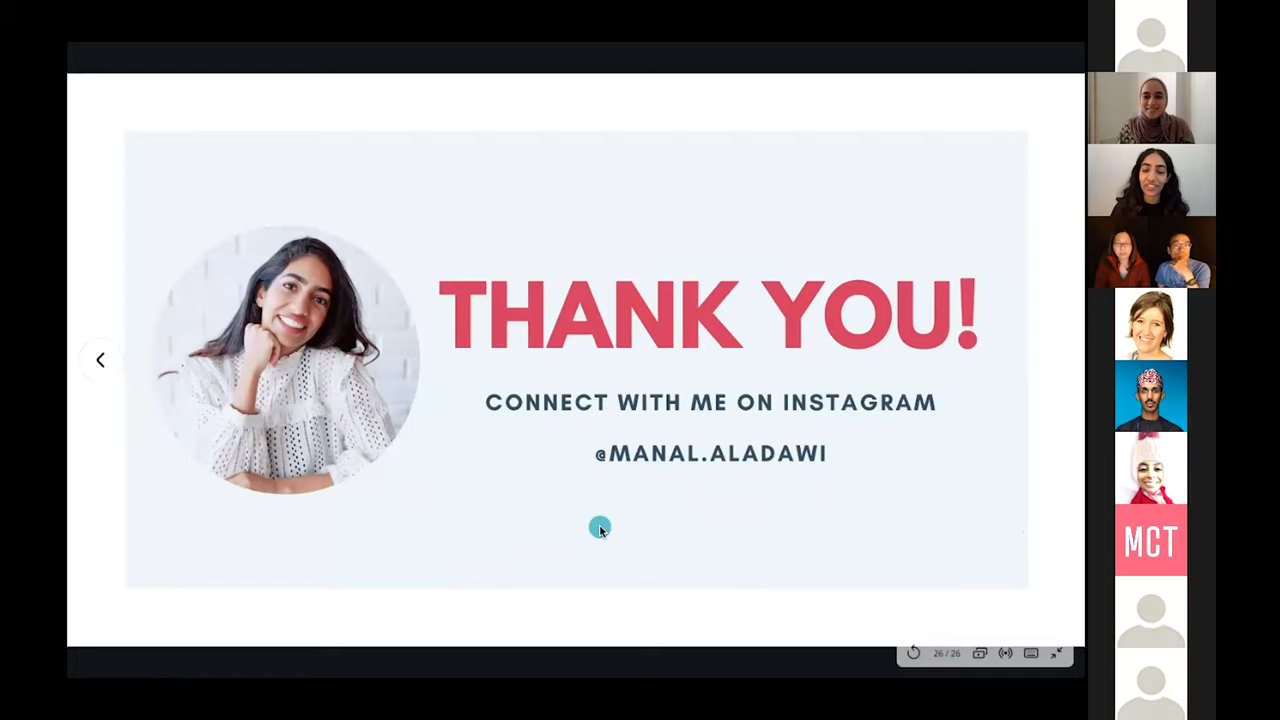 THANK YOU!
CONNECT WITH ME ON INSTAGRAM
@MANAL.ALADAWI
MCT
26 / 26